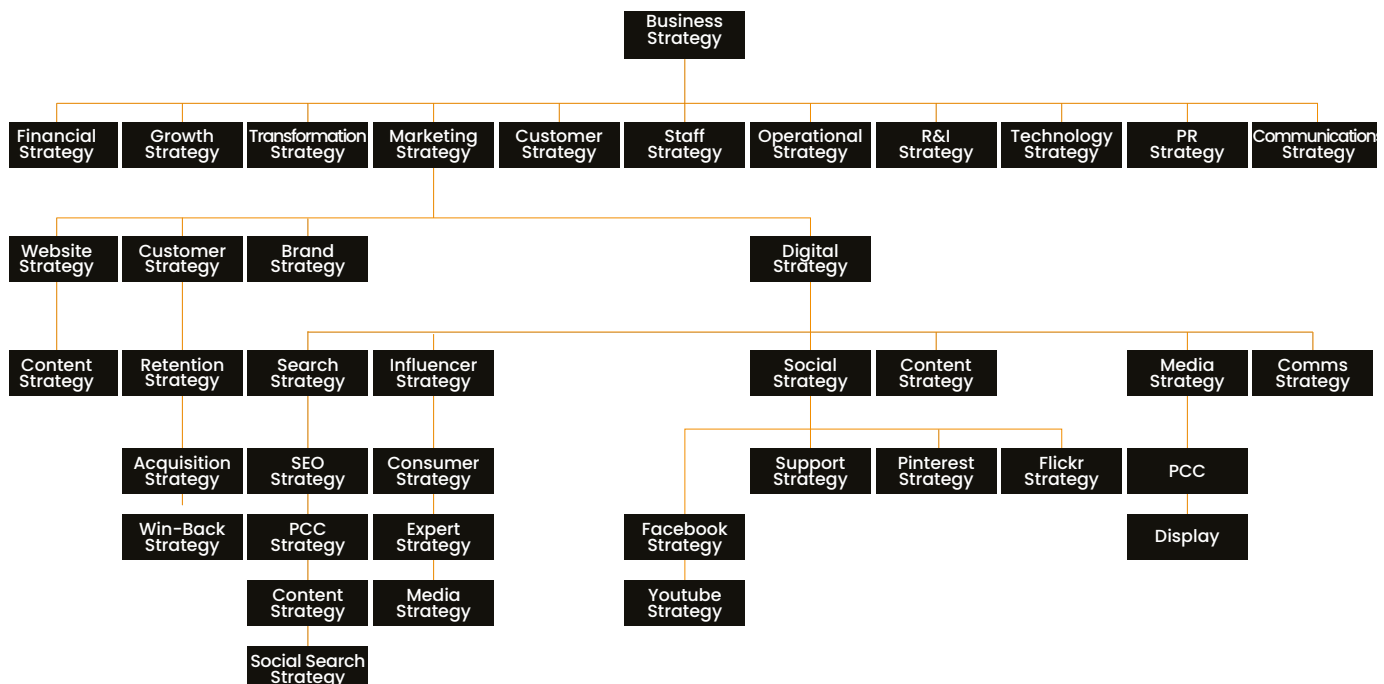 Business
Strategy
Financial
Strategy
Growth
Strategy
Transformation
Strategy
Marketing
Strategy
Customer
Strategy
Staff
Strategy
Operational
Strategy
R&I
Strategy
Technology
Strategy
PR
Strategy
Communications
Strategy
Website
Strategy
Customer
Strategy
Brand
Strategy
Digital
Strategy
Content
Strategy
Retention
Strategy
Search
Strategy
Influencer
Strategy
Social
Strategy
Content
Strategy
Media
Strategy
Comms
Strategy
Acquisition
Strategy
SEO
Strategy
Consumer
Strategy
Support
Strategy
Pinterest
Strategy
Flickr
Strategy
PCC
Win-Back
Strategy
PCC
Strategy
Expert
Strategy
Facebook
Strategy
Display
Content
Strategy
Media
Strategy
Youtube
Strategy
Social Search
Strategy